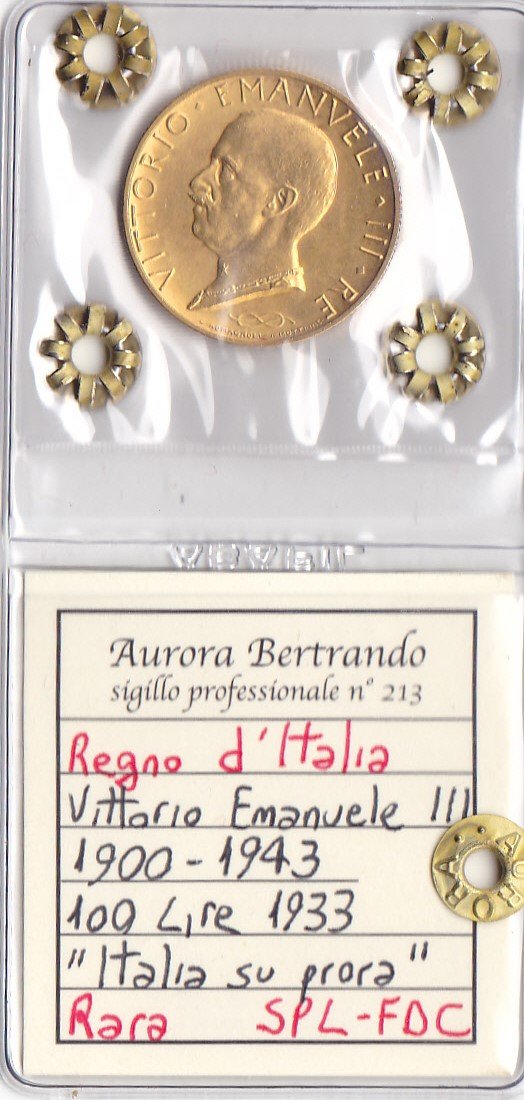 VITTORIO · EMANVELE · III · RE
Aurora Bertrando
sigillo professionale n° 213
Regno d'Italia
Vittorio Emanuele III
1900 - 1943
100 Lire 1933
"Italia su prora"
Rara SPL-FDC
AURORA